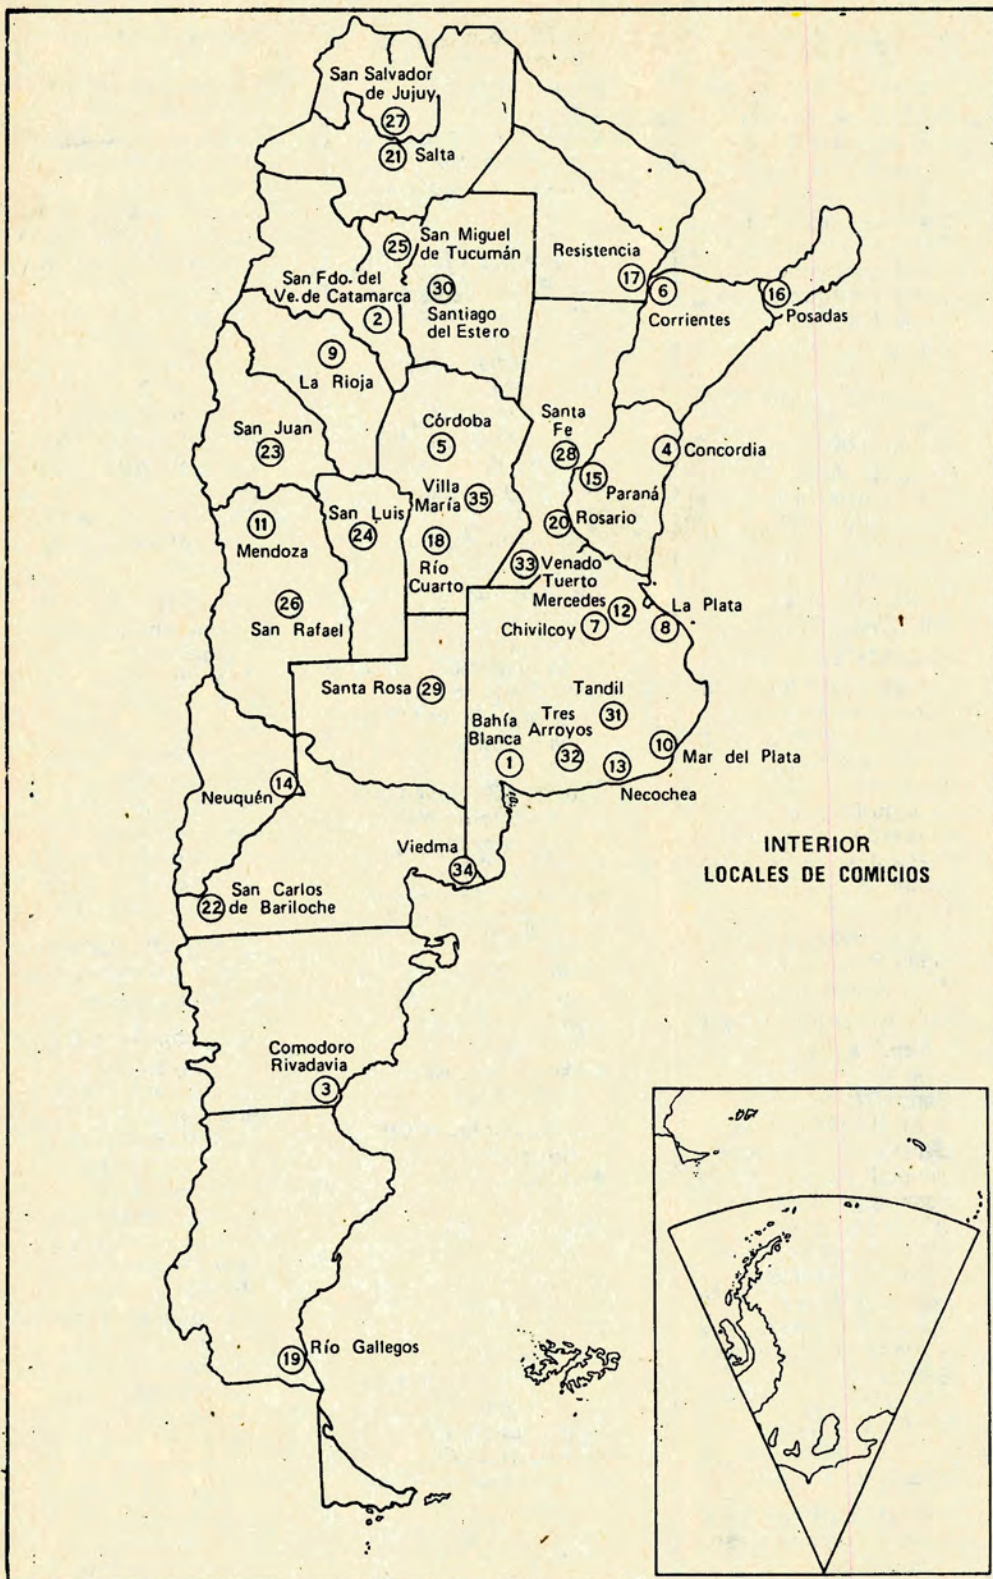 San Salvador
de Jujuy
27
21 Salta
25 San Miguel
de Tucumán
San Fdo. del
Ve. de Catamarca
2
30
Santiago
del Estero
Resistencia
17
6
Corrientes
16
Posadas
9
La Rioja
San Juan
23
Córdoba
5
Villa
María 35
Santa
Fe
28
4 Concordia
15
Paraná
20 Rosario
11
Mendoza
San Luis
24
18
Río
Cuarto
33 Venado
Tuerto
26
San Rafael
Mercedes 12
Chivilcoy 7
La Plata
8
Santa Rosa 29
Tandil
31
Bahía
Blanca
1
Tres
Arroyos
32
10 Mar del Plata
13
Necochea
14
Neuquén
Viedma
34
INTERIOR
LOCALES DE COMICIOS
San Carlos
22 de Bariloche
Comodoro
Rivadavia
3
19 Río Gallegos